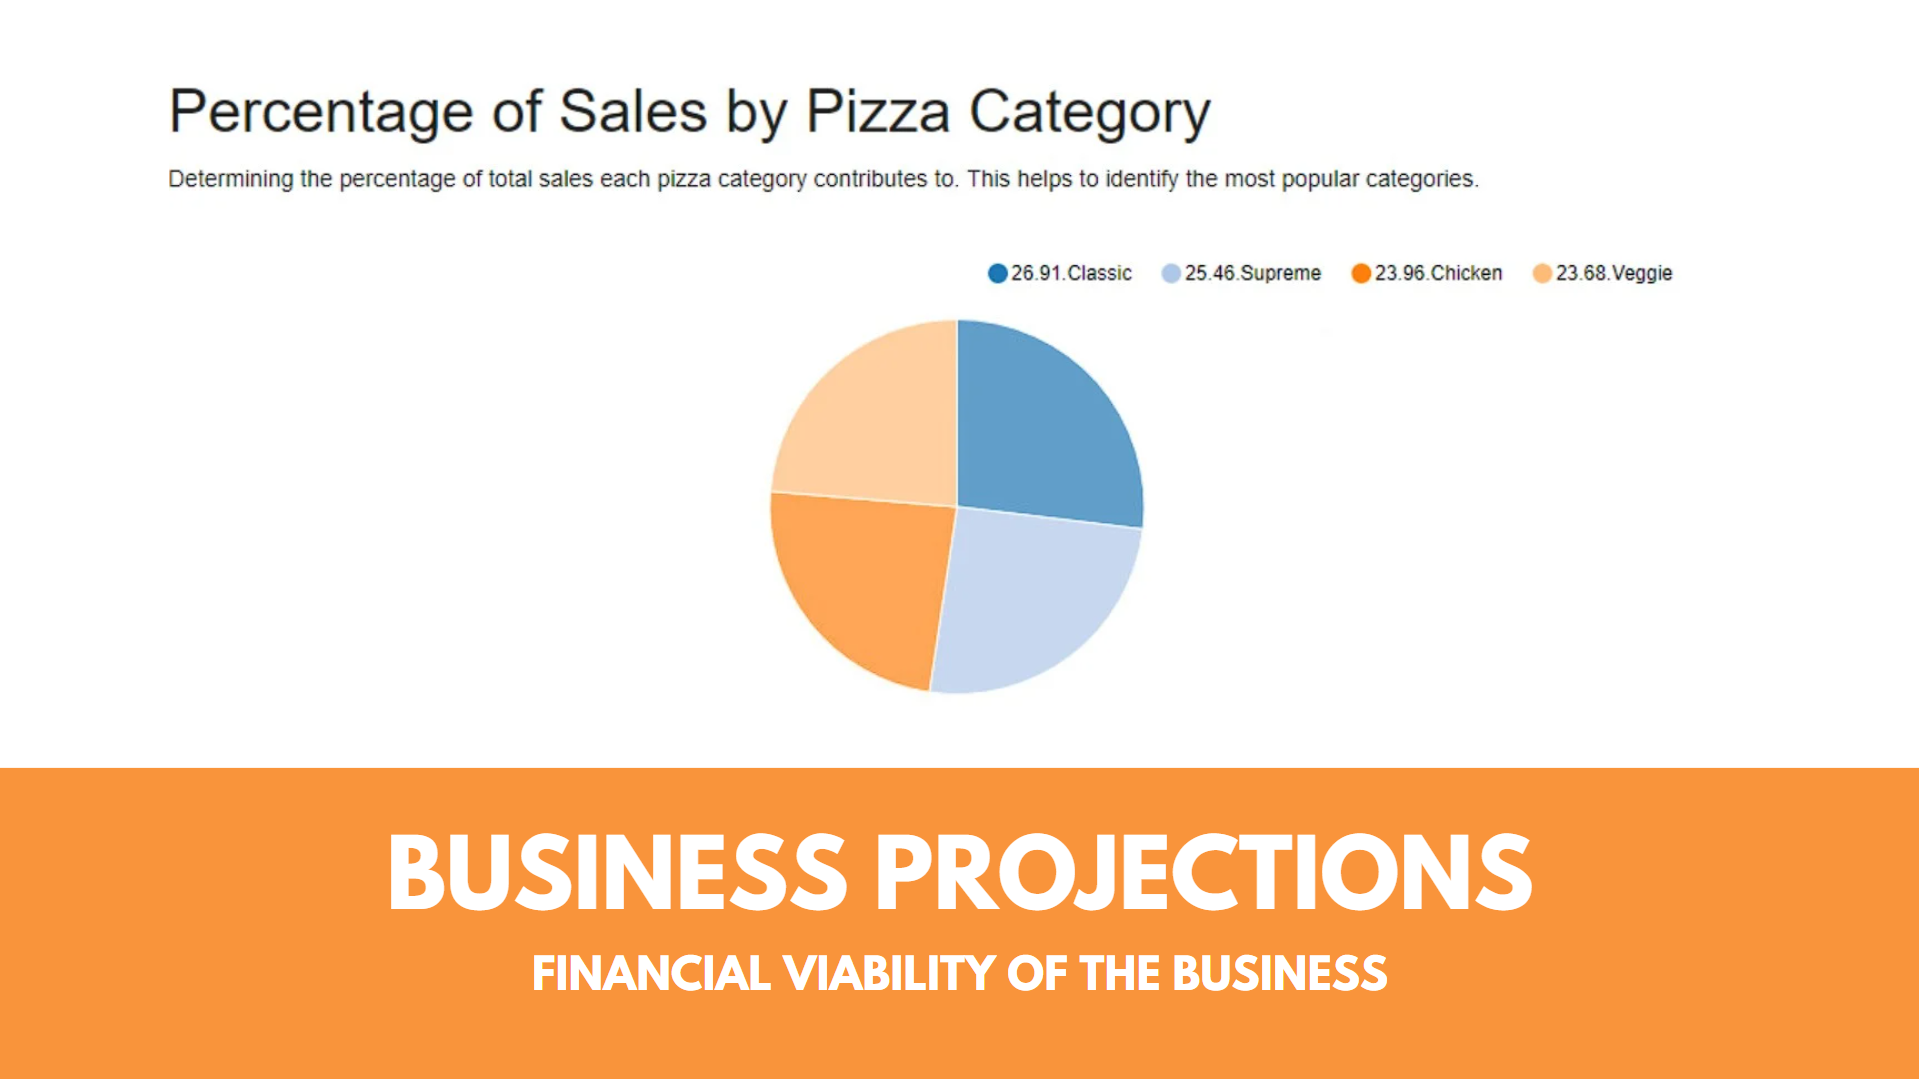 Percentage of Sales by Pizza Category
Determining the percentage of total sales each pizza category contributes to. This helps to identify the most popular categories.
26.91.Classic 25.46.Supreme 23.96.Chicken 23.68.Veggie
BUSINESS PROJECTIONS
FINANCIAL VIABILITY OF THE BUSINESS